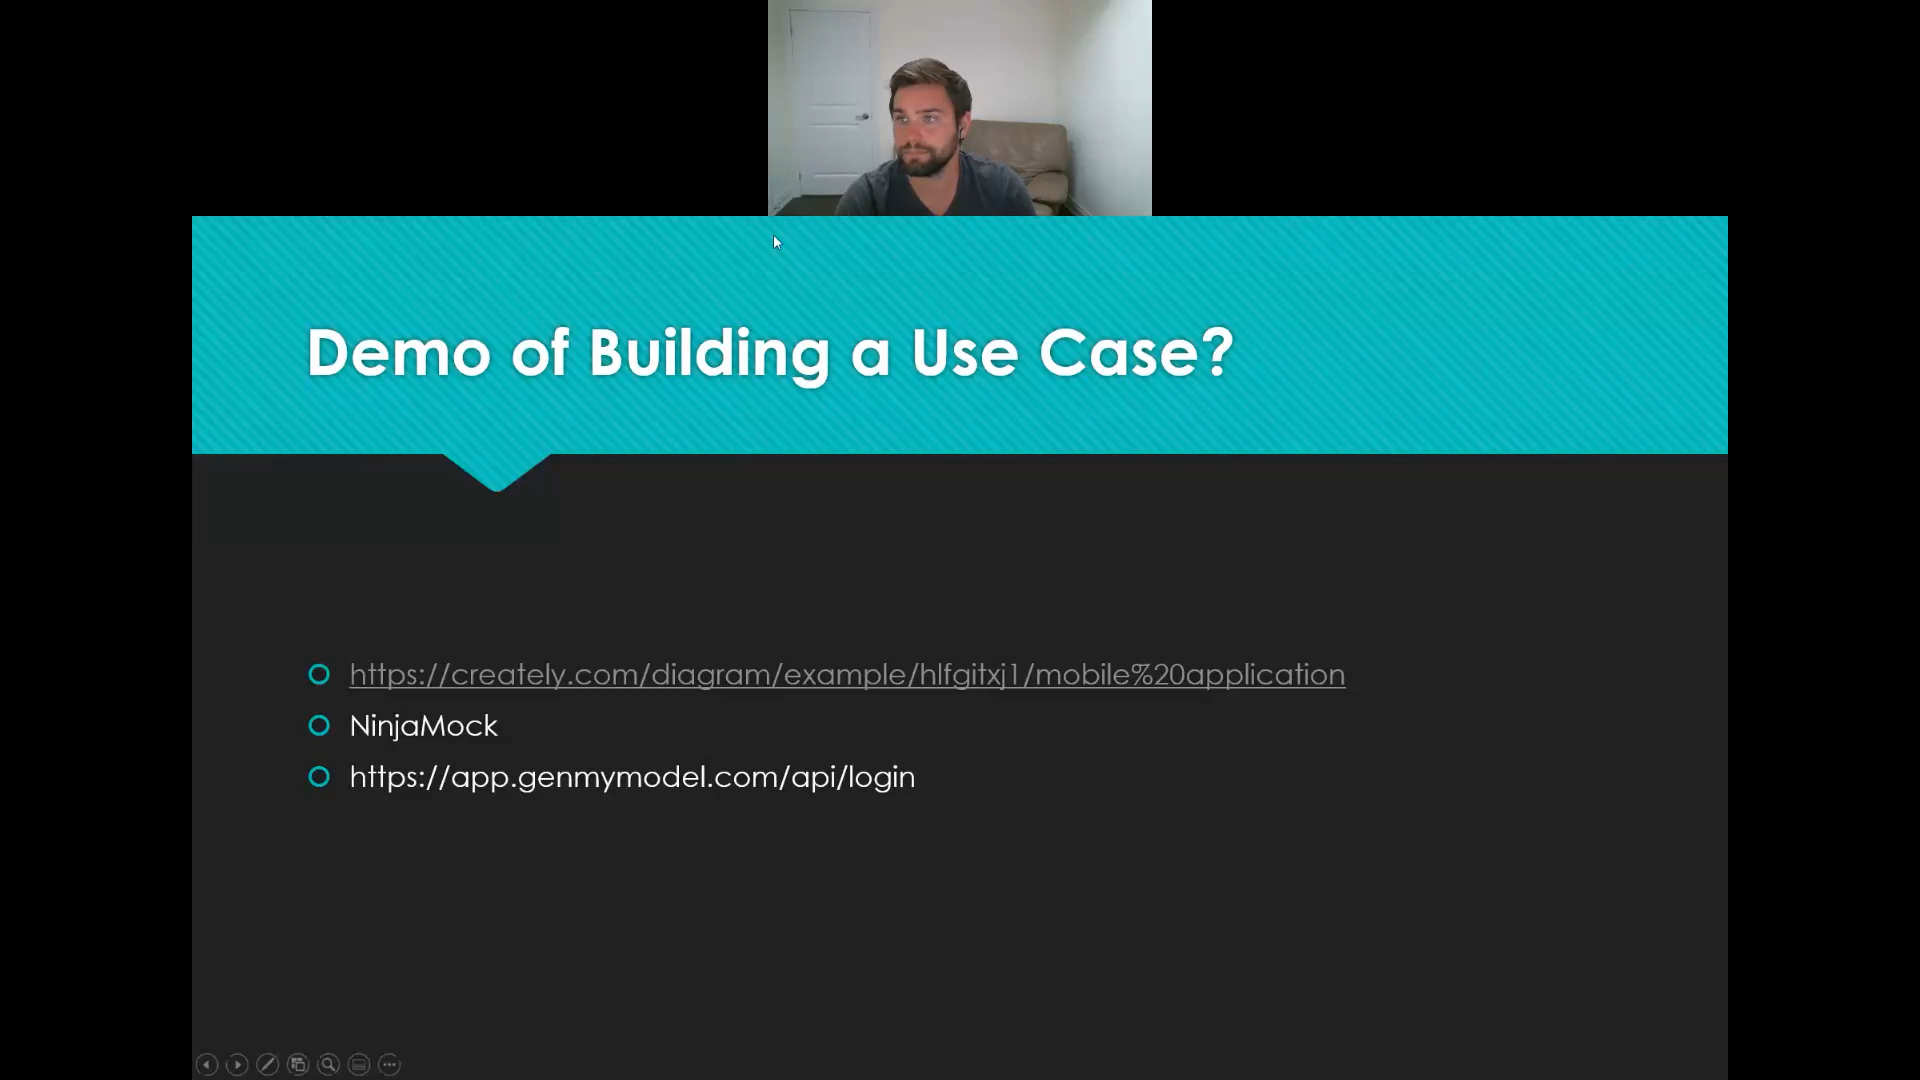 Demo of Building a Use Case?
https://creately.com/diagram/example/hlfgitxj1/mobile%20application
NinjaMock
https://app.genmymodel.com/api/login